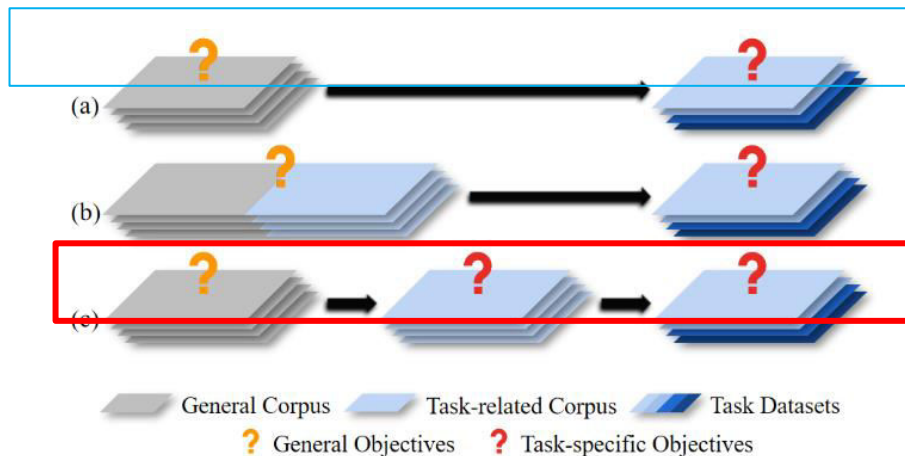 ?
?
(a)
?
?
(b)
?
?
?
(c)
General Corpus
Task-related Corpus
Task Datasets
? General Objectives
? Task-specific Objectives